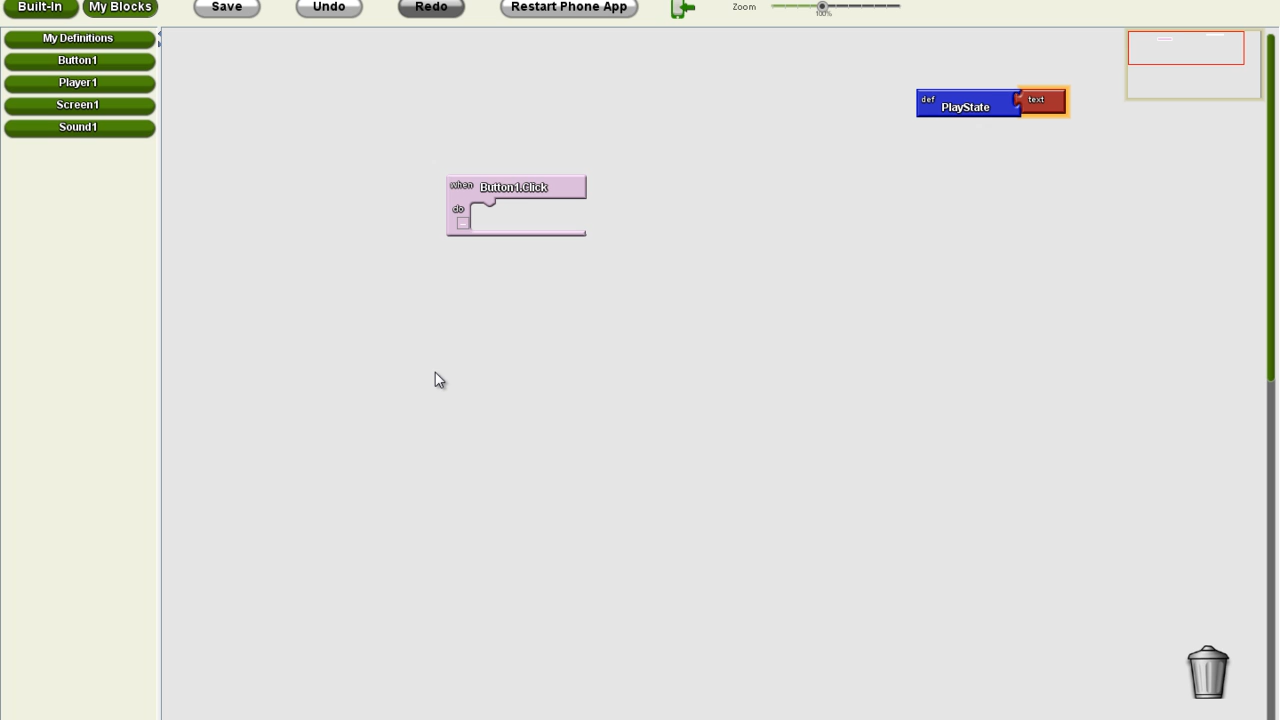 Built-In
My Blocks
Save
Undo
Redo
Restart Phone App
Zoom
100%
My Definitions
Button1
Player1
Screen1
Sound1
def PlayState
text
when Button1.Click
do